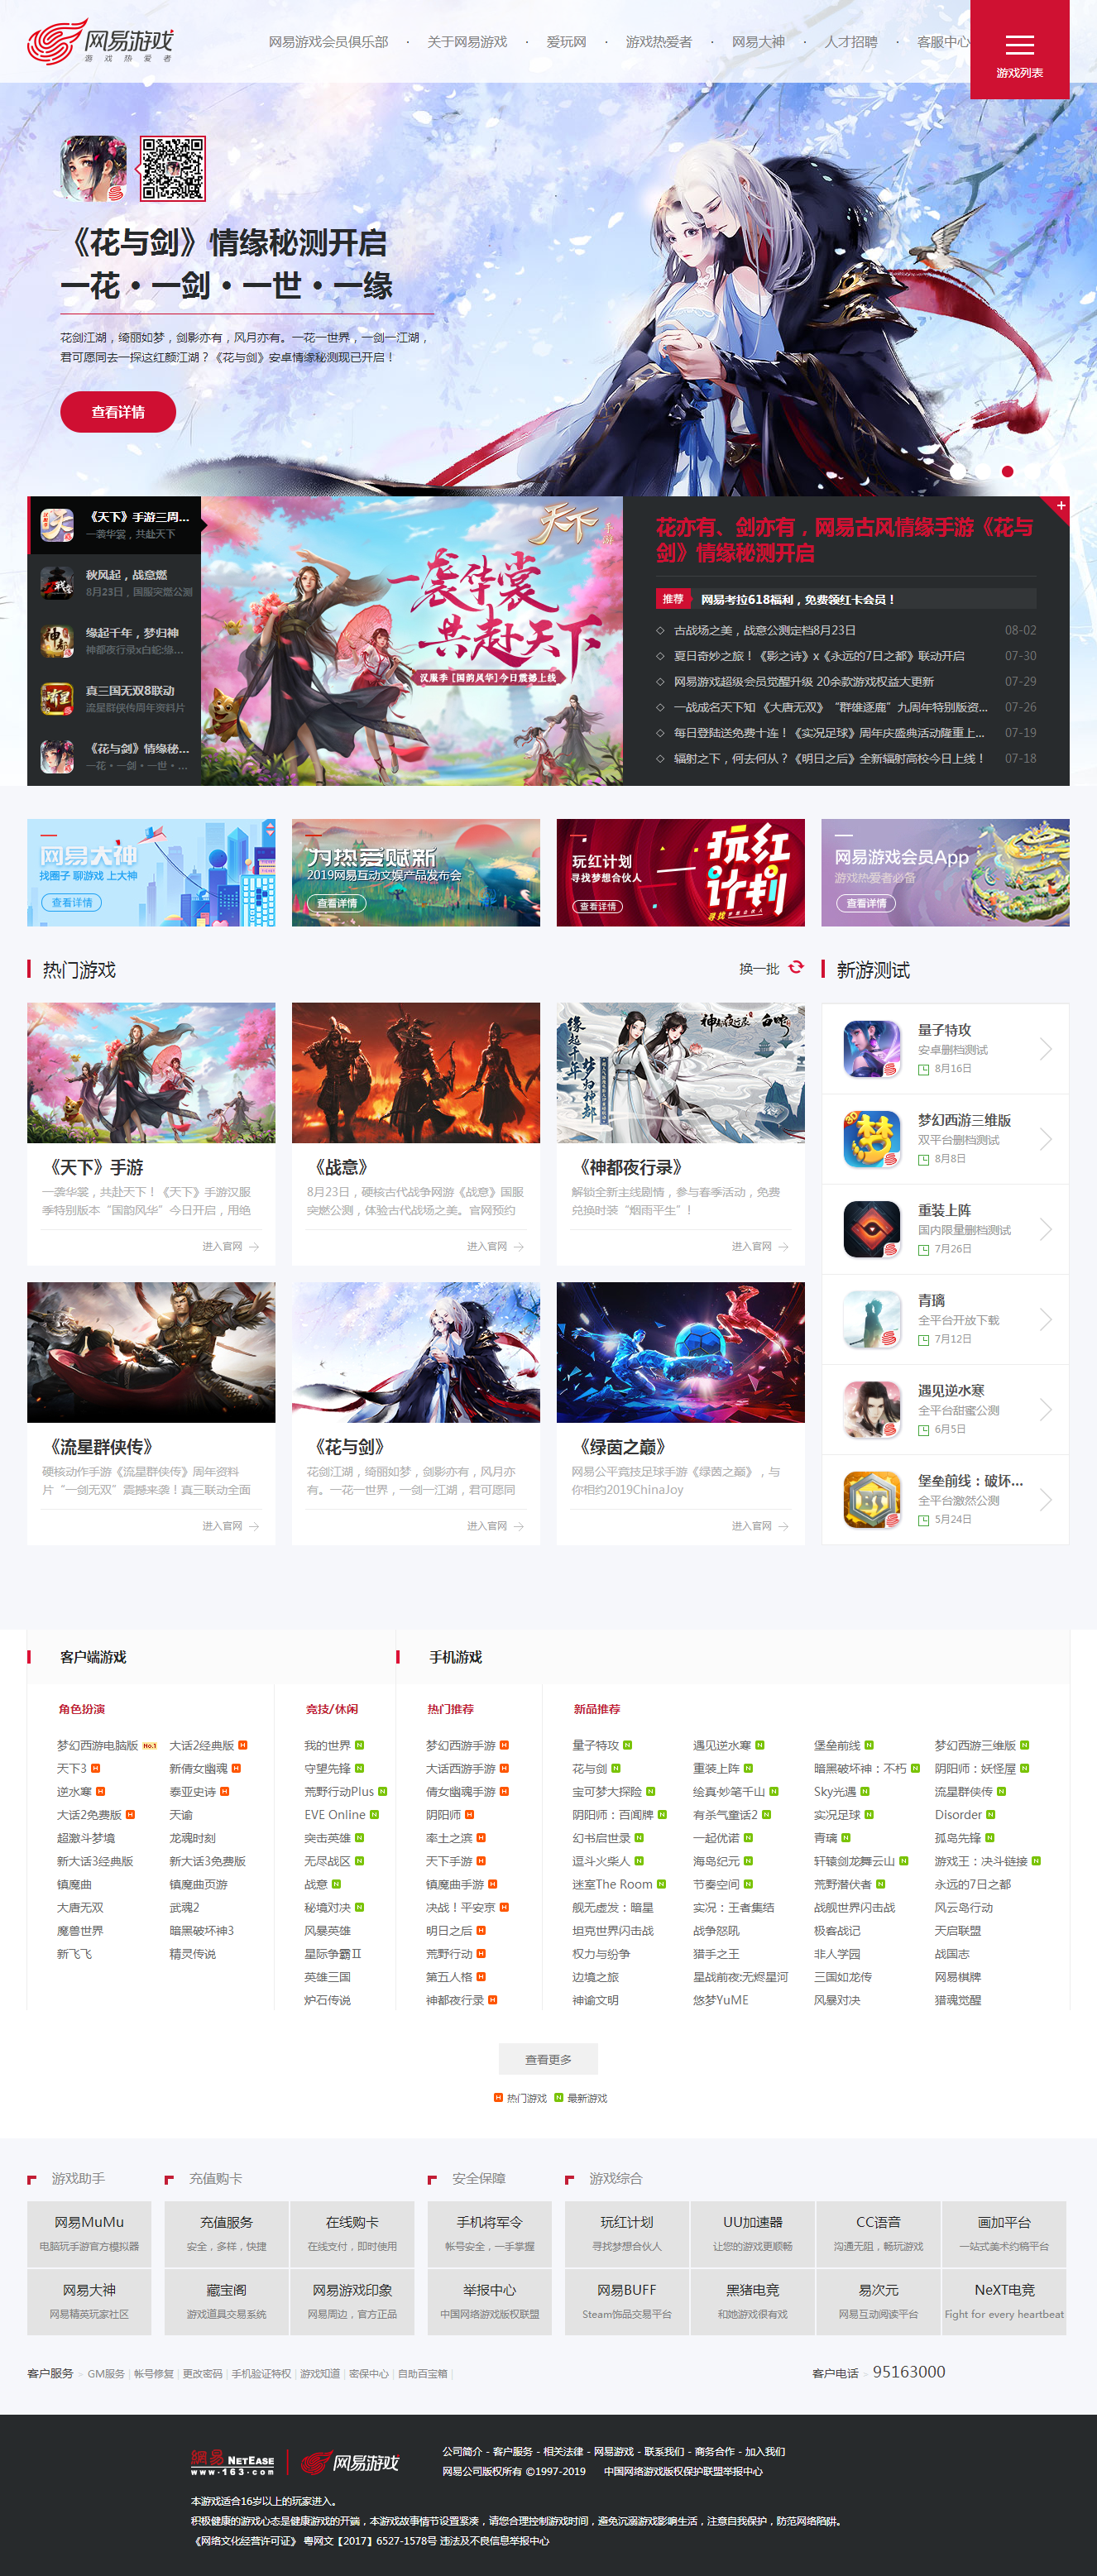 网易游戏
游戏热爱者
网易游戏会员俱乐部 · 关于网易游戏 · 爱玩网 · 游戏热爱者 · 网易大神 · 人才招聘 · 客服中心
游戏列表
《花与剑》情缘秘测开启
一花·一剑·一世·一缘
花剑江湖，绮丽如梦，剑影亦有，风月亦有。一花一世界，一剑一江湖，
君可愿同去一探这红颜江湖？《花与剑》安卓情缘秘测现已开启！
查看详情
《天下》手游三周...
一袭华裳，共赴天下
秋风起，战意燃
8月23日，国服突燃公测
缘起千年，梦归神
神都夜行录x白蛇:缘...
真三国无双8联动
流星群侠传周年资料片
《花与剑》情缘秘...
一花·一剑·一世·...
天下
手游
一袭华裳
共赴天下
汉服季 [国韵风华]今日震撼上线
花亦有、剑亦有，网易古风情缘手游《花与
剑》情缘秘测开启
推荐 网易考拉618福利，免费领红卡会员！
古战场之美，战意公测定档8月23日 08-02
夏日奇妙之旅！《影之诗》x《永远的7日之都》联动开启 07-30
网易游戏超级会员觉醒升级 20余款游戏权益大更新 07-29
一战成名天下知 《大唐无双》“群雄逐鹿”九周年特别版资... 07-26
每日登陆送免费十连！《实况足球》周年庆盛典活动隆重上... 07-19
辐射之下，何去何从？《明日之后》全新辐射高校今日上线！ 07-18
网易大神
找圈子 聊游戏 上大神
查看详情
为热爱赋新
2019网易互动文娱产品发布会
查看详情
玩红计划
寻找梦想合伙人
查看详情
玩红
计划
寻找梦想合伙人
网易游戏会员App
游戏热爱者必备
查看详情
热门游戏
换一批
新游测试
《天下》手游
一袭华裳，共赴天下！《天下》手游汉服
季特别版本“国韵风华”今日开启，用绝
进入官网
《战意》
8月23日，硬核古代战争网游《战意》国服
突燃公测，体验古代战场之美。官网预约
进入官网
缘起千年
梦归神都
神都夜行录
白蛇
《神都夜行录》
解锁全新主线剧情，参与春季活动，免费
兑换时装“烟雨平生”！
进入官网
《流星群侠传》
硬核动作手游《流星群侠传》周年资料
片“一剑无双”震撼来袭！真三联动全面
进入官网
《花与剑》
花剑江湖，绮丽如梦，剑影亦有，风月亦
有。一花一世界，一剑一江湖，君可愿同
进入官网
《绿茵之巅》
网易公平竞技足球手游《绿茵之巅》，与
你相约2019ChinaJoy
进入官网
量子特攻
安卓删档测试
8月16日
梦幻西游三维版
双平台删档测试
8月8日
重装上阵
国内限量删档测试
7月26日
青璃
全平台开放下载
7月12日
遇见逆水寒
全平台甜蜜公测
6月5日
堡垒前线：破坏...
全平台激然公测
5月24日
客户端游戏
手机游戏
角色扮演 竞技/休闲 热门推荐 新品推荐
梦幻西游电脑版 No.1 大话2经典版 H 我的世界 N 梦幻西游手游 H 量子特攻 N 遇见逆水寒 N 堡垒前线 N 梦幻西游三维版 N
天下3 H 新倩女幽魂 H 守望先锋 N 大话西游手游 H 花与剑 N 重装上阵 N 暗黑破坏神：不朽 N 阴阳师：妖怪屋 N
逆水寒 H 泰亚史诗 H 荒野行动Plus N 倩女幽魂手游 H 宝可梦大探险 N 绘真·妙笔千山 N Sky光遇 N 流星群侠传 N
大话2免费版 H 天谕 EVE Online N 阴阳师 H 阴阳师：百闻牌 N 有杀气童话2 N 实况足球 N Disorder N
超激斗梦境 龙魂时刻 突击英雄 N 率土之滨 H 幻书启世录 N 一起优诺 N 青璃 N 孤岛先锋 N
新大话3经典版 新大话3免费版 无尽战区 N 天下手游 H 逗斗火柴人 N 海岛纪元 N 轩辕剑龙舞云山 N 游戏王：决斗链接 N
镇魔曲 镇魔曲页游 战意 N 镇魔曲手游 H 迷室The Room N 节奏空间 N 荒野潜伏者 N 永远的7日之都
大唐无双 武魂2 秘境对决 N 决战！平安京 H 舰无虚发：暗星 实况：王者集结 战舰世界闪击战 风云岛行动
魔兽世界 暗黑破坏神3 风暴英雄 明日之后 H 坦克世界闪击战 战争怒吼 极客战记 天启联盟
新飞飞 精灵传说 星际争霸II 荒野行动 H 权力与纷争 猎手之王 非人学园 战国志
英雄三国 第五人格 H 边境之旅 星战前夜:无烬星河 三国如龙传 网易棋牌
炉石传说 神都夜行录 H 神谕文明 悠梦YuME 风暴对决 猎魂觉醒
查看更多
H 热门游戏 N 最新游戏
游戏助手 充值购卡 安全保障 游戏综合
网易MuMu 充值服务 在线购卡 手机将军令 玩红计划 UU加速器 CC语音 画加平台
电脑玩手游官方模拟器 安全，多样，快捷 在线支付，即时使用 帐号安全，一手掌握 寻找梦想合伙人 让您的游戏更顺畅 沟通无阻，畅玩游戏 一站式美术约稿平台
网易大神 藏宝阁 网易游戏印象 举报中心 网易BUFF 黑猪电竞 易次元 NeXT电竞
网易精英玩家社区 游戏道具交易系统 网易周边，官方正品 中国网络游戏版权联盟 Steam饰品交易平台 和她游戏很有戏 网易互动阅读平台 Fight for every heartbeat
客户服务 GM服务 | 帐号修复 | 更改密码 | 手机验证特权 | 游戏知道 | 密保中心 | 自助百宝箱 |
客户电话 95163000
網易 NETEASE
www.163.com
网易游戏
公司简介 - 客户服务 - 相关法律 - 网易游戏 - 联系我们 - 商务合作 - 加入我们
网易公司版权所有 ©1997-2019 中国网络游戏版权保护联盟举报中心
本游戏适合16岁以上的玩家进入。
积极健康的游戏心态是健康游戏的开端，本游戏故事情节设置紧凑，请您合理控制游戏时间，避免沉溺游戏影响生活，注意自我保护，防范网络陷阱。
《网络文化经营许可证》 粤网文【2017】6527-1578号 违法及不良信息举报中心